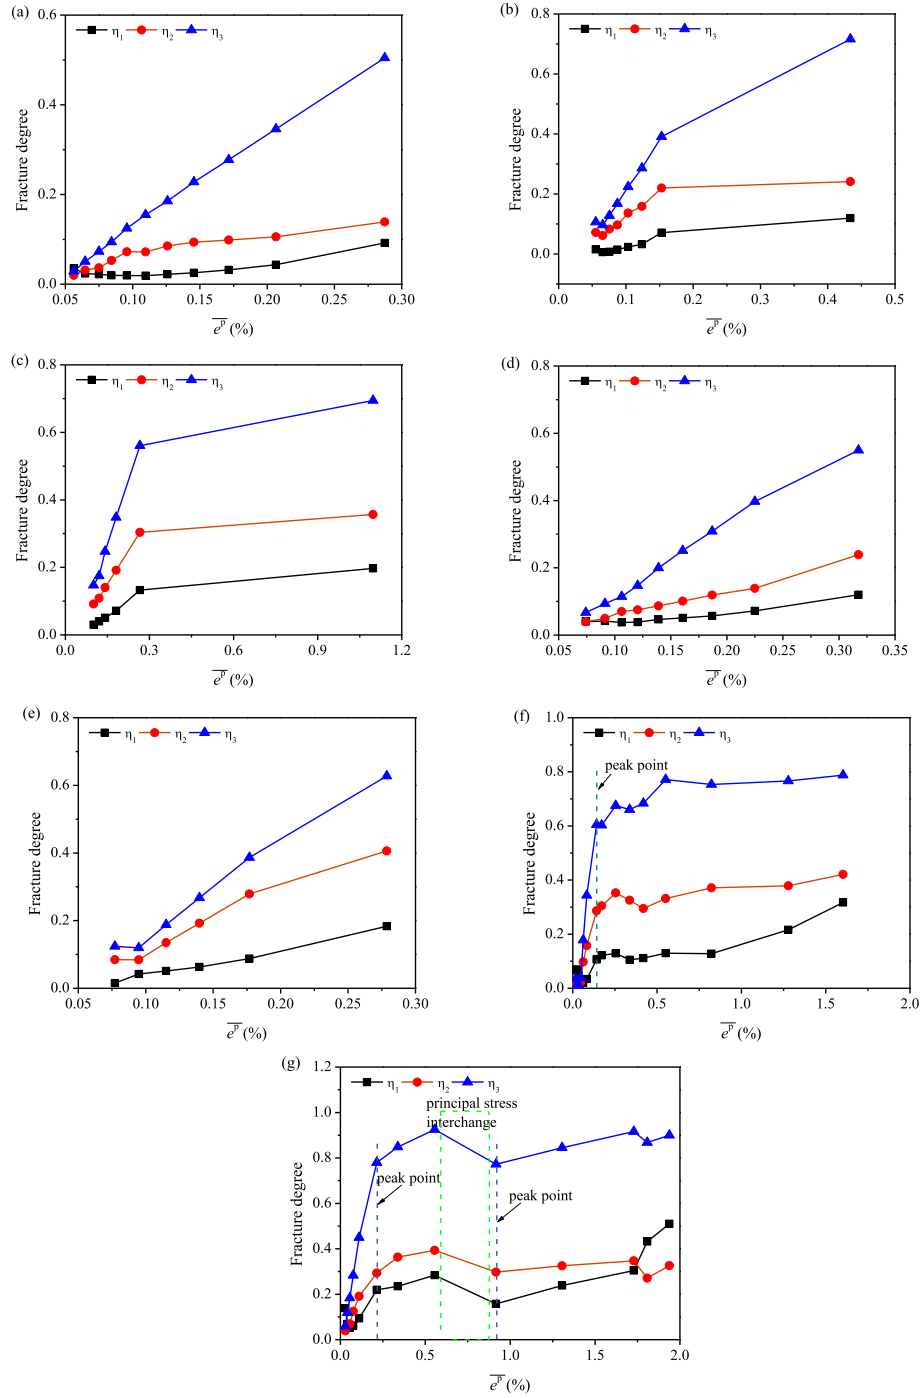 (a)
η1 η2 η3
0.6
0.4
0.2
0.0
Fracture degree
0.05 0.10 0.15 0.20 0.25 0.30
e^p (%)
(b)
η1 η2 η3
0.8
0.6
0.4
0.2
0.0
Fracture degree
0.0 0.1 0.2 0.3 0.4 0.5
e^p (%)
(c)
η1 η2 η3
0.8
0.6
0.4
0.2
0.0
Fracture degree
0.0 0.3 0.6 0.9 1.2
e^p (%)
(d)
η1 η2 η3
0.8
0.6
0.4
0.2
0.0
Fracture degree
0.05 0.10 0.15 0.20 0.25 0.30 0.35
e^p (%)
(e)
η1 η2 η3
0.8
0.6
0.4
0.2
0.0
Fracture degree
0.05 0.10 0.15 0.20 0.25 0.30
e^p (%)
(f)
η1 η2 η3
peak point
1.0
0.8
0.6
0.4
0.2
0.0
Fracture degree
0.0 0.5 1.0 1.5 2.0
e^p (%)
(g)
η1 η2 η3
principal stress
interchange
peak point
peak point
1.2
1.0
0.8
0.6
0.4
0.2
0.0
Fracture degree
0.0 0.5 1.0 1.5 2.0
e^p (%)